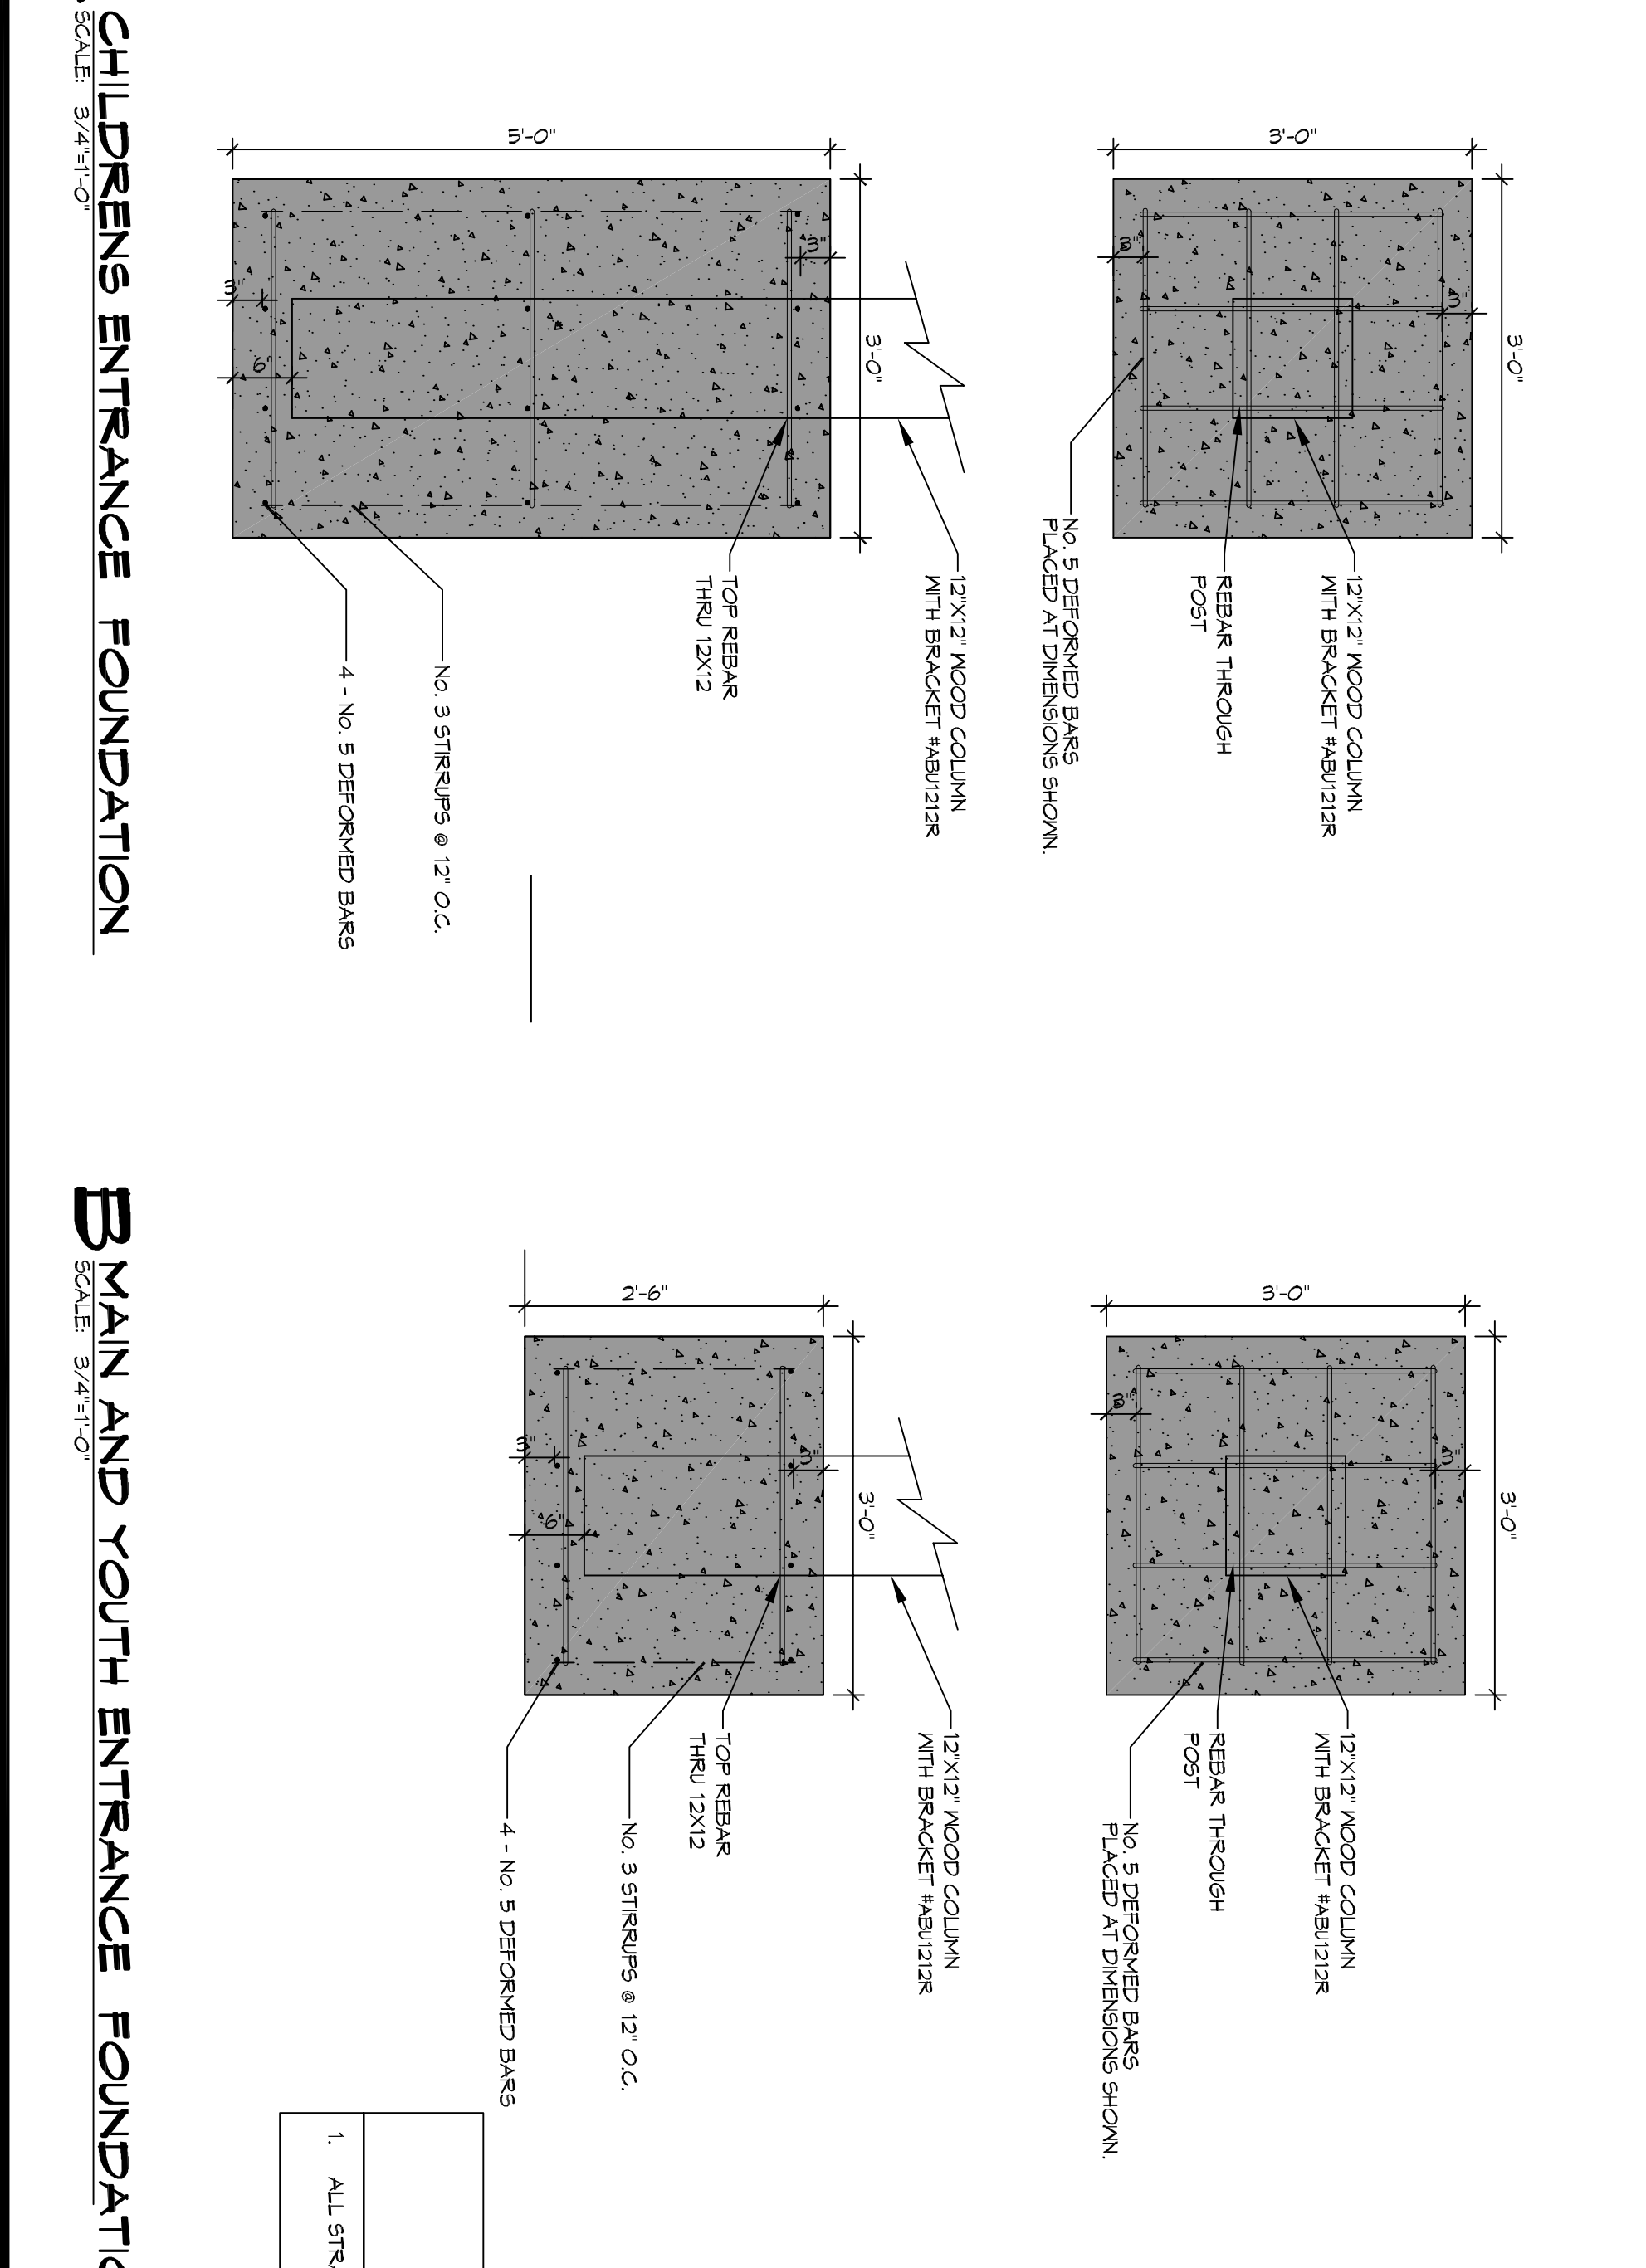 3'-0"
3'-0"
3"
3"
12"X12" WOOD COLUMN
WITH BRACKET #ABU1212R
REBAR THROUGH
POST
No. 5 DEFORMED BARS
PLACED AT DIMENSIONS SHOWN.
5'-0"
3'-0"
3"
3"
6"
12"X12" WOOD COLUMN
WITH BRACKET #ABU1212R
TOP REBAR
THRU 12X12
No. 3 STIRRUPS @ 12" O.C.
4 - No. 5 DEFORMED BARS
CHILDRENS ENTRANCE FOUNDATION
SCALE: 3/4"=1'-0"
3'-0"
3'-0"
3"
3"
12"X12" WOOD COLUMN
WITH BRACKET #ABU1212R
REBAR THROUGH
POST
No. 5 DEFORMED BARS
PLACED AT DIMENSIONS SHOWN.
2'-6"
3'-0"
3"
3"
6"
12"X12" WOOD COLUMN
WITH BRACKET #ABU1212R
TOP REBAR
THRU 12X12
No. 3 STIRRUPS @ 12" O.C.
4 - No. 5 DEFORMED BARS
B MAIN AND YOUTH ENTRANCE FOUNDATIO
SCALE: 3/4"=1'-0"
1. ALL STR